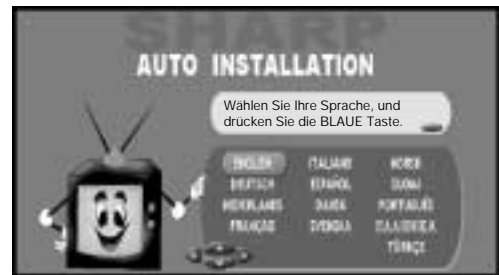 SHARP
AUTO INSTALLATION
Wählen Sie Ihre Sprache, und
drücken Sie die BLAUE Taste.
ENGLISH ITALIANO NORSK
DEUTSCH ESPAÑOL SUOMI
NEDERLANDS DANSK PORTUGUÊS
FRANÇAIS SVENSKA ΕΛΛΗΝΙΚΑ
TÜRKÇE